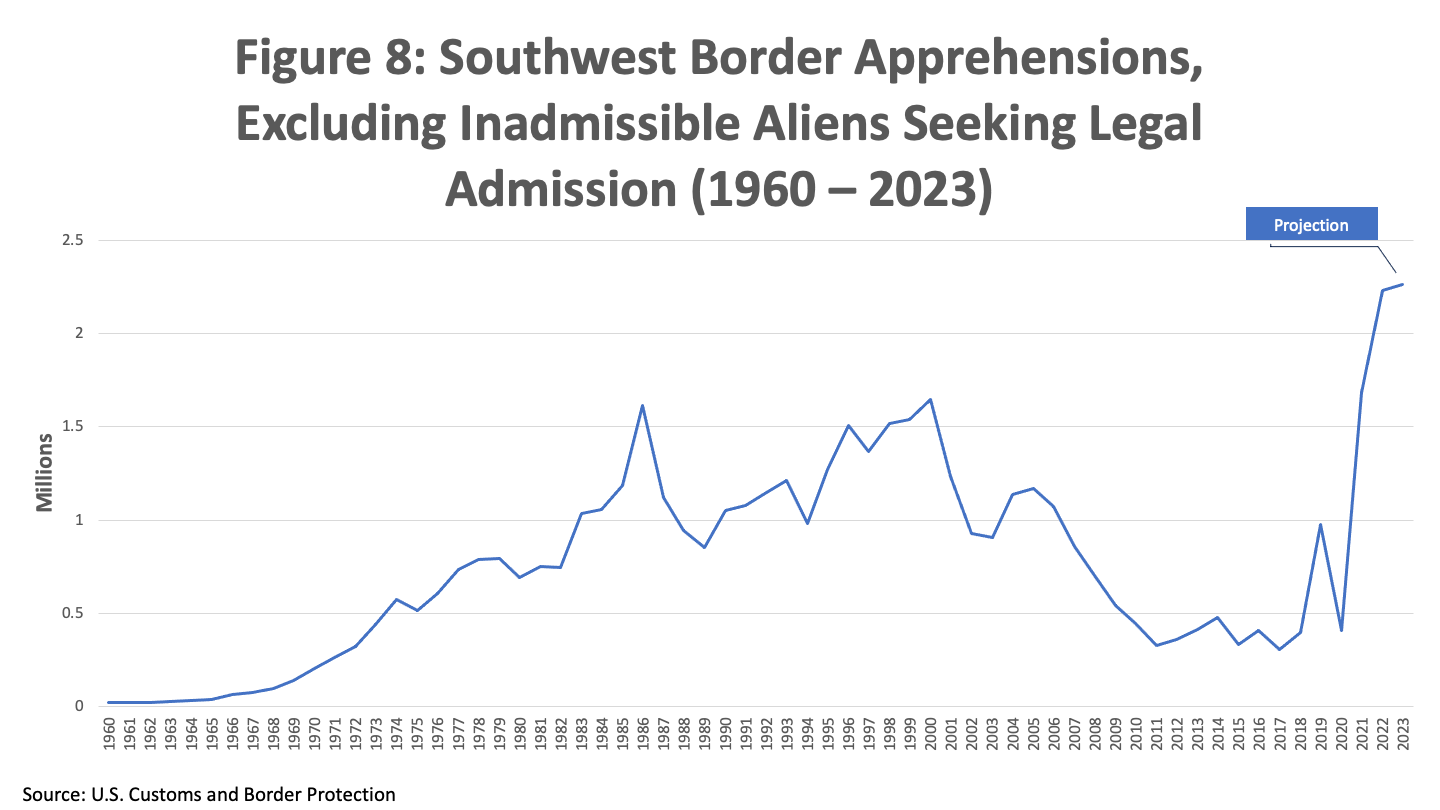 Figure 8: Southwest Border Apprehensions,
Excluding Inadmissible Aliens Seeking Legal
Admission (1960 – 2023)
Projection
2.5
2
1.5
1
0.5
0
Millions
1960 1961 1962 1963 1964 1965 1966 1967 1968 1969 1970 1971 1972 1973 1974 1975 1976 1977 1978 1979 1980 1981 1982 1983 1984 1985 1986 1987 1988 1989 1990 1991 1992 1993 1994 1995 1996 1997 1998 1999 2000 2001 2002 2003 2004 2005 2006 2007 2008 2009 2010 2011 2012 2013 2014 2015 2016 2017 2018 2019 2020 2021 2022 2023
Source: U.S. Customs and Border Protection